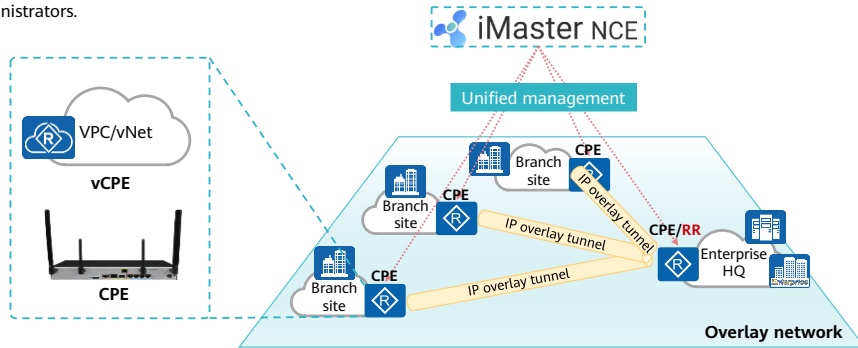 nistrators.
iMaster NCE
Unified management
VPC/vNet
vCPE
CPE
CPE
Branch
site
IP overlay tunnel
CPE
Branch
site
IP overlay tunnel
CPE/RR
Enterprise
HQ
Enterprise
CPE
Branch
site
IP overlay tunnel
Overlay network